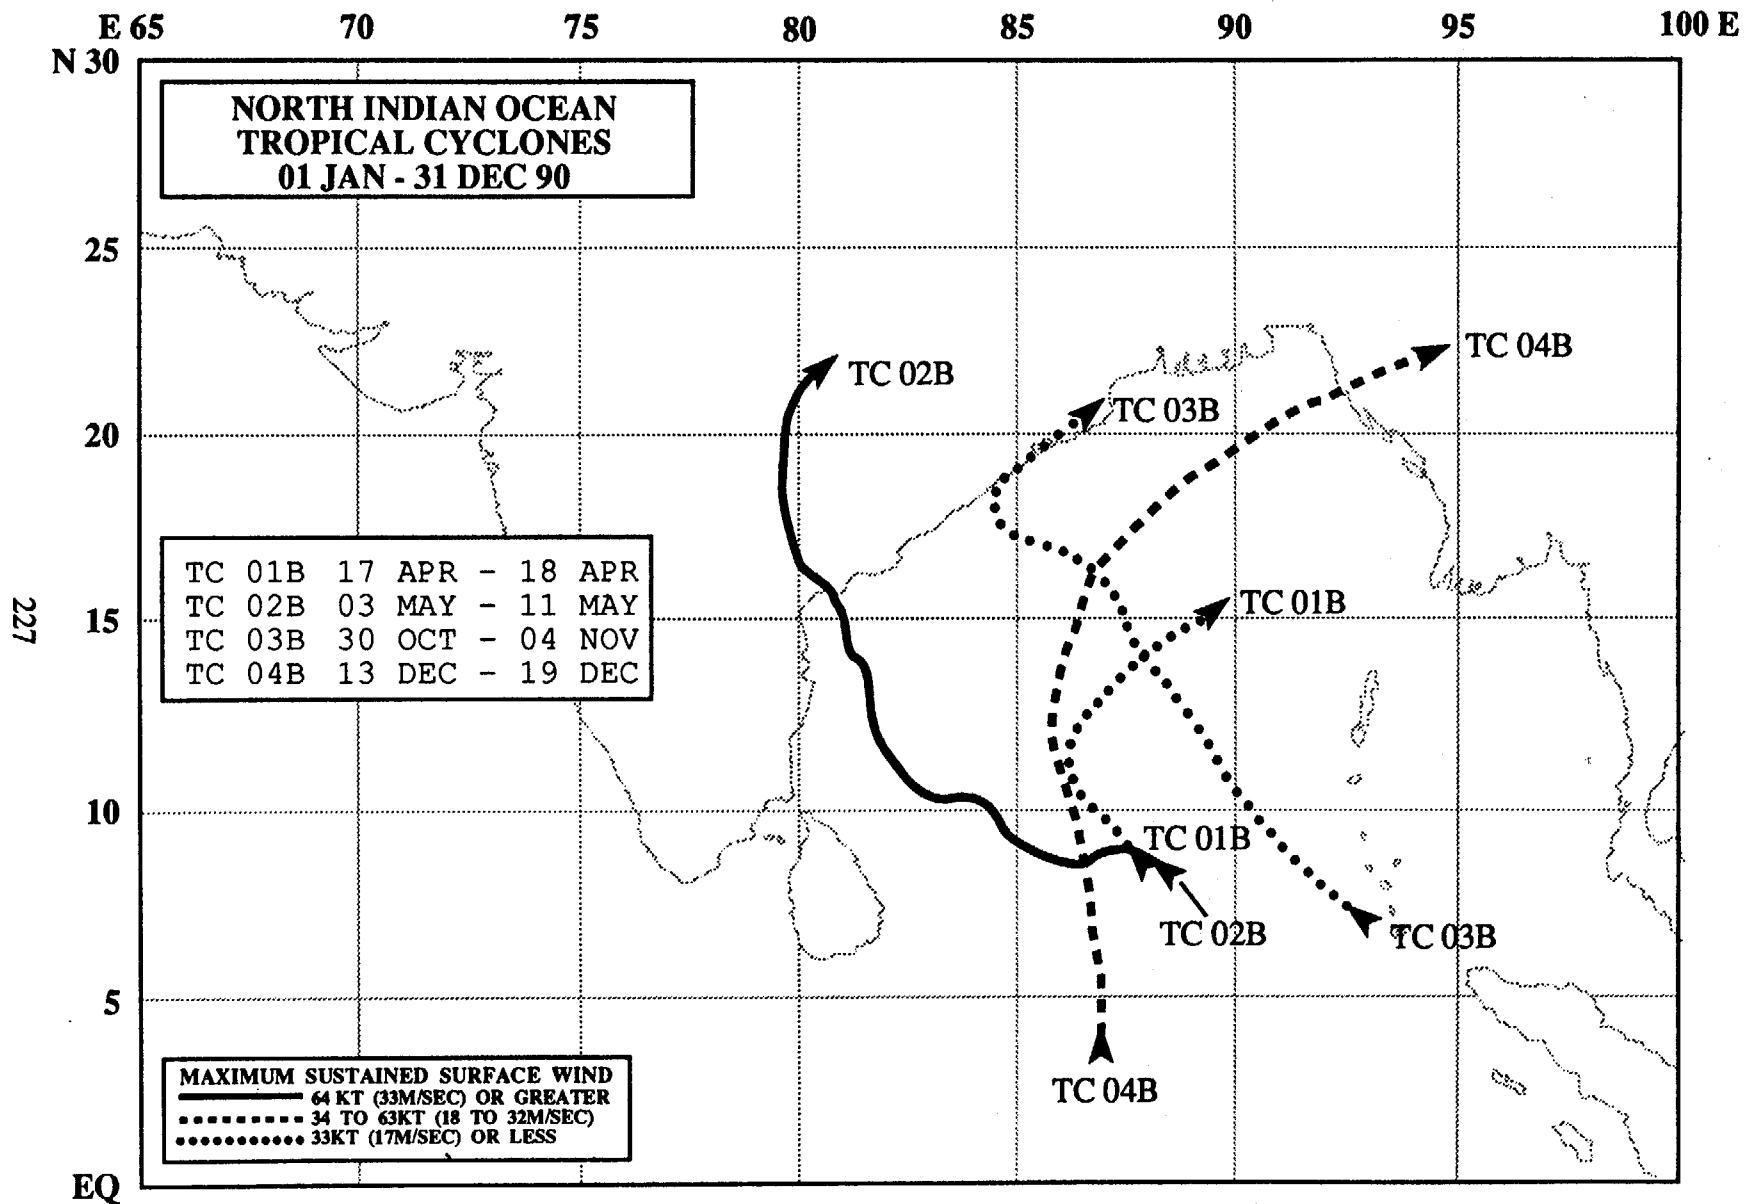 E 65 70 75 80 85 90 95 100 E
N 30
NORTH INDIAN OCEAN
TROPICAL CYCLONES
01 JAN - 31 DEC 90
25
TC 04B
TC 02B
TC 03B
20
TC 01B 17 APR - 18 APR
TC 02B 03 MAY - 11 MAY
TC 03B 30 OCT - 04 NOV
TC 04B 13 DEC - 19 DEC
TC 01B
15
227
10
TC 01B
TC 02B
TC 03B
5
TC 04B
MAXIMUM SUSTAINED SURFACE WIND
64 KT (33M/SEC) OR GREATER
34 TO 63KT (18 TO 32M/SEC)
33KT (17M/SEC) OR LESS
EQ